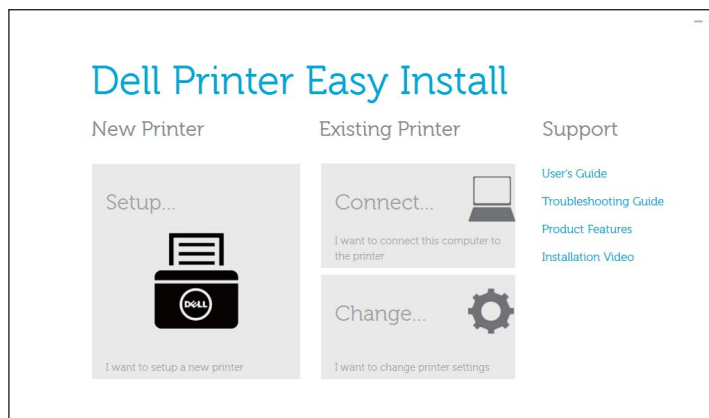 Dell Printer Easy Install
New Printer
Setup...
DELL
I want to setup a new printer
Existing Printer
Connect...
I want to connect this computer to
the printer
Change...
I want to change printer settings
Support
User's Guide
Troubleshooting Guide
Product Features
Installation Video